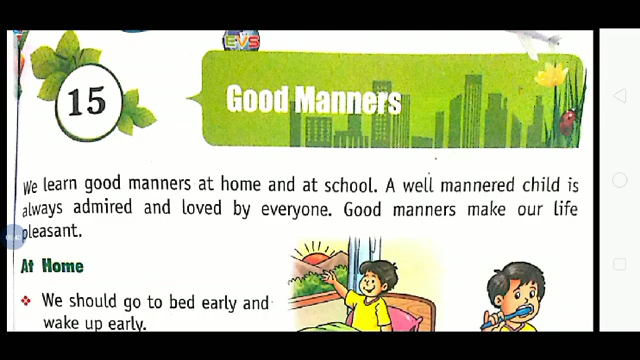 EVS
15
Good Manners
We learn good manners at home and at school. A well mannered child is
always admired and loved by everyone. Good manners make our life
pleasant.
At Home
❖ We should go to bed early and
wake up early.